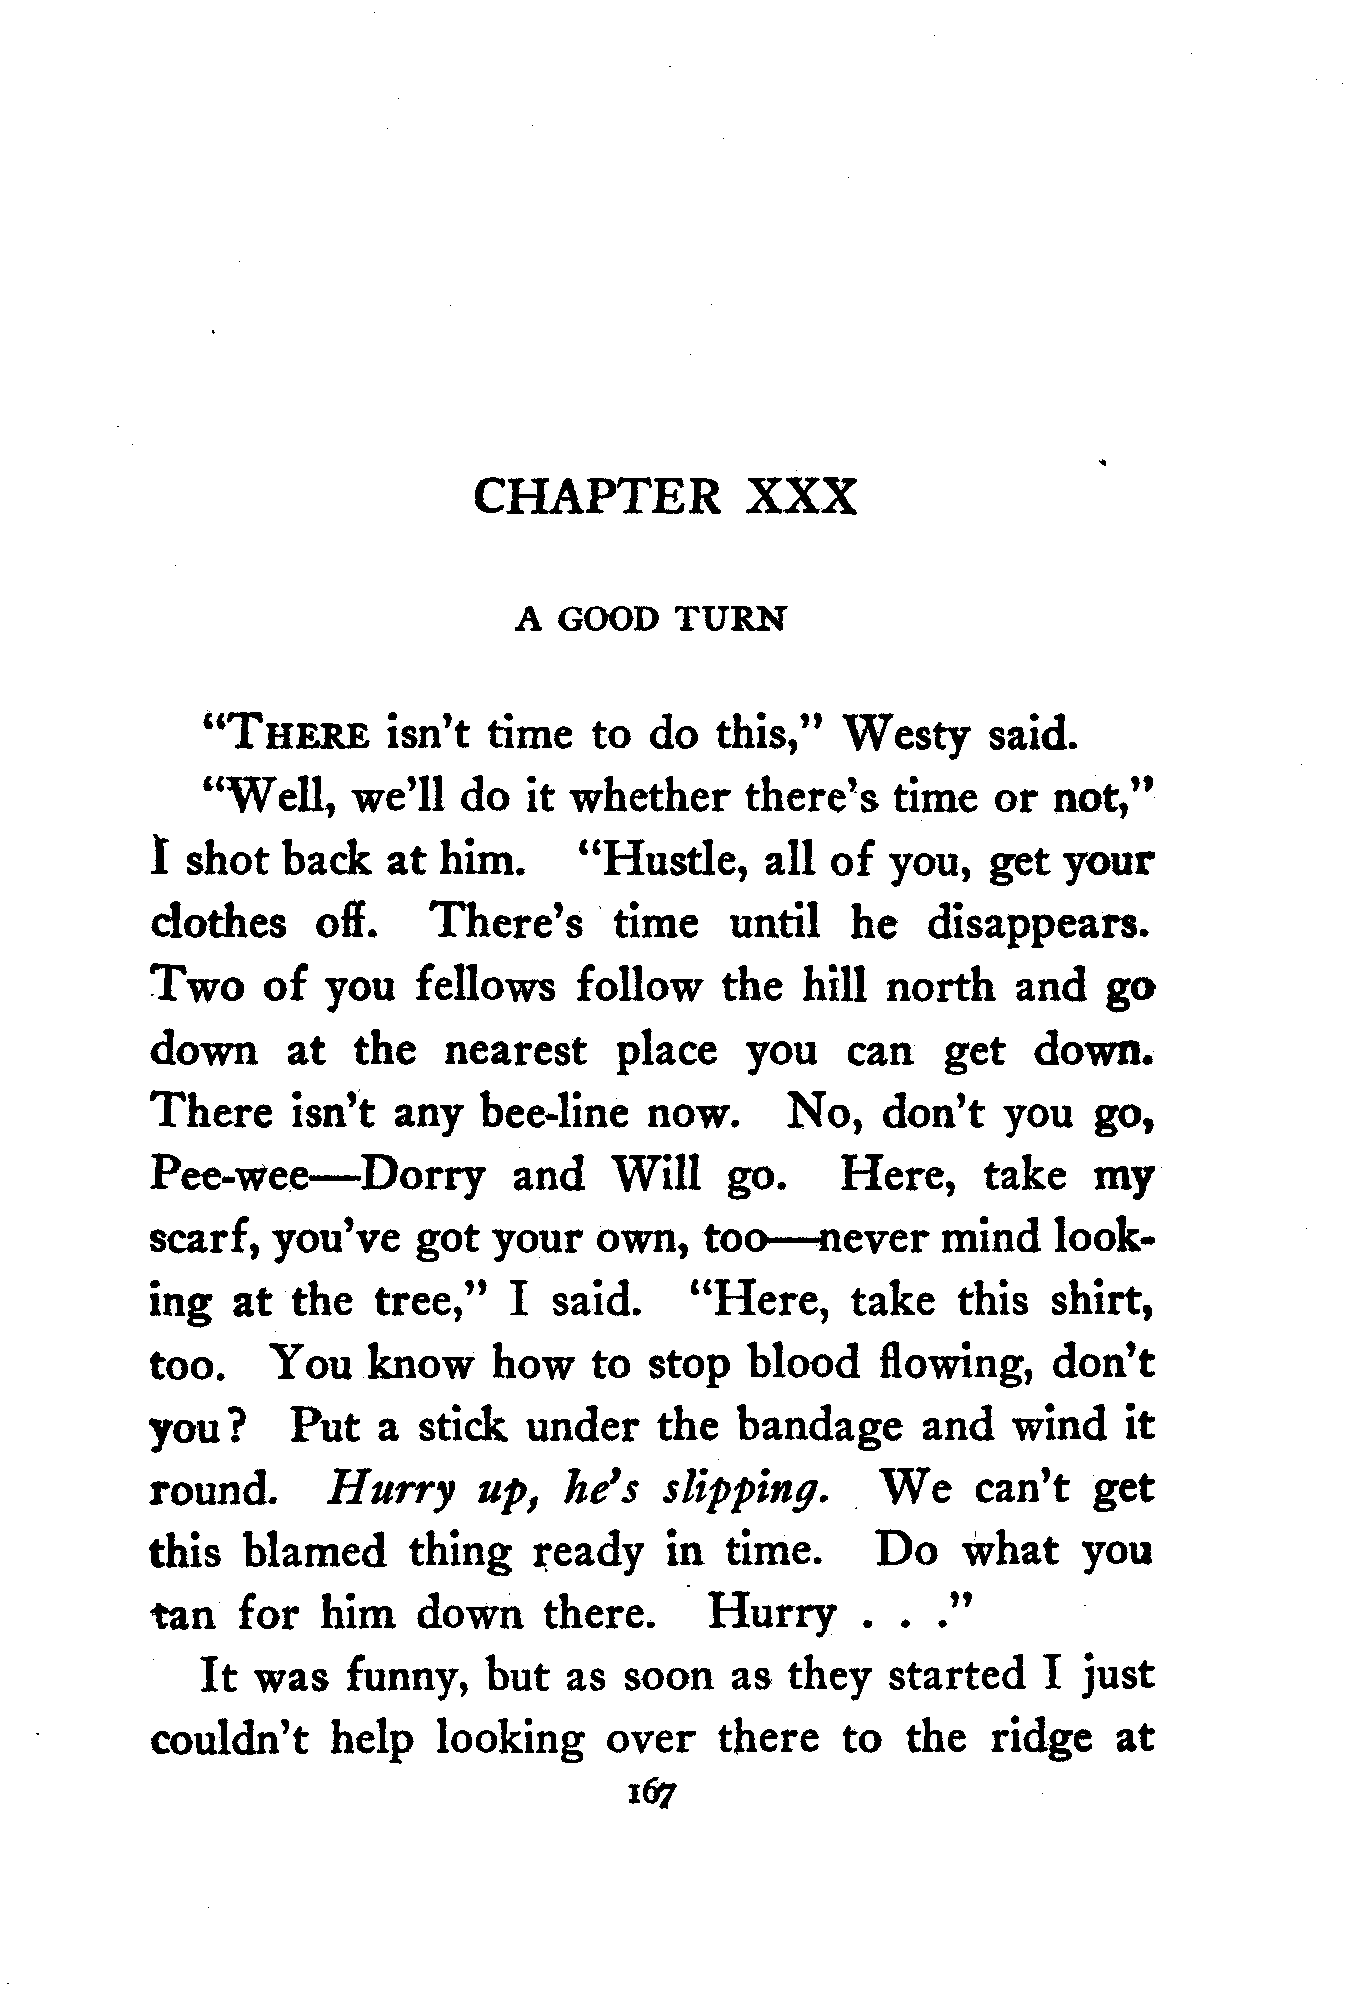 CHAPTER XXX
A GOOD TURN
“THERE isn’t time to do this,” Westy said.
“Well, we’ll do it whether there’s time or not,”
I shot back at him. “Hustle, all of you, get your
clothes off. There’s time until he disappears.
Two of you fellows follow the hill north and go
down at the nearest place you can get down.
There isn’t any bee-line now. No, don’t you go,
Pee-wee—Dorry and Will go. Here, take my
scarf, you’ve got your own, too—never mind look-
ing at the tree,” I said. “Here, take this shirt,
too. You know how to stop blood flowing, don’t
you? Put a stick under the bandage and wind it
round. Hurry up, he’s slipping. We can’t get
this blamed thing ready in time. Do what you
can for him down there. Hurry . . .”
It was funny, but as soon as they started I just
couldn’t help looking over there to the ridge at
167